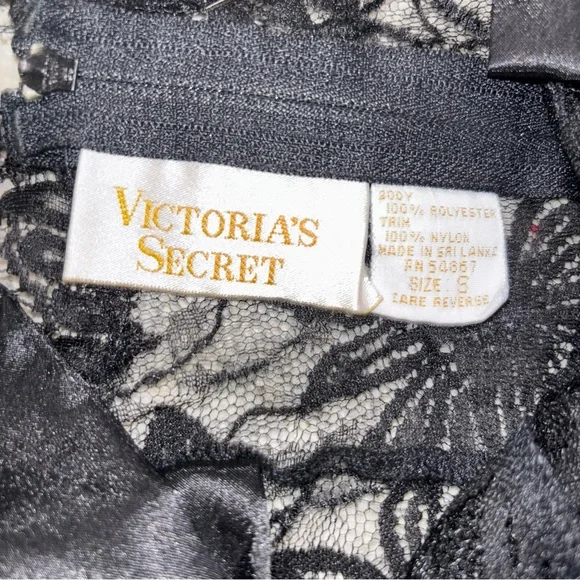 VICTORIA'S
SECRET
BODY
100% POLYESTER
TRIM
100% NYLON
MADE IN SRI LANKA
RN 54867
SIZE: S
CARE REVERSE